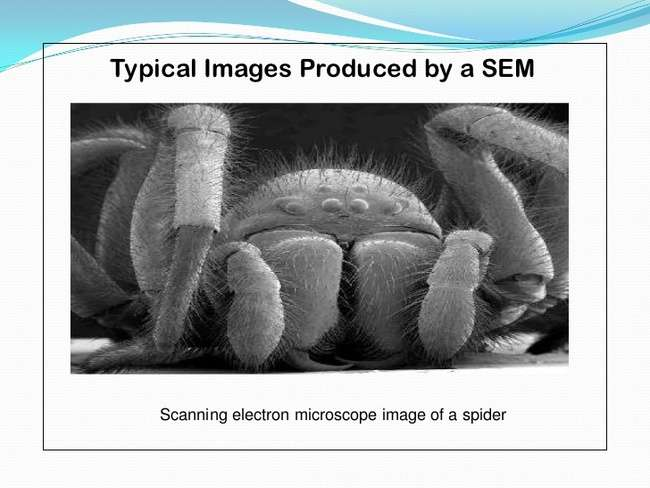 Typical Images Produced by a SEM
Scanning electron microscope image of a spider